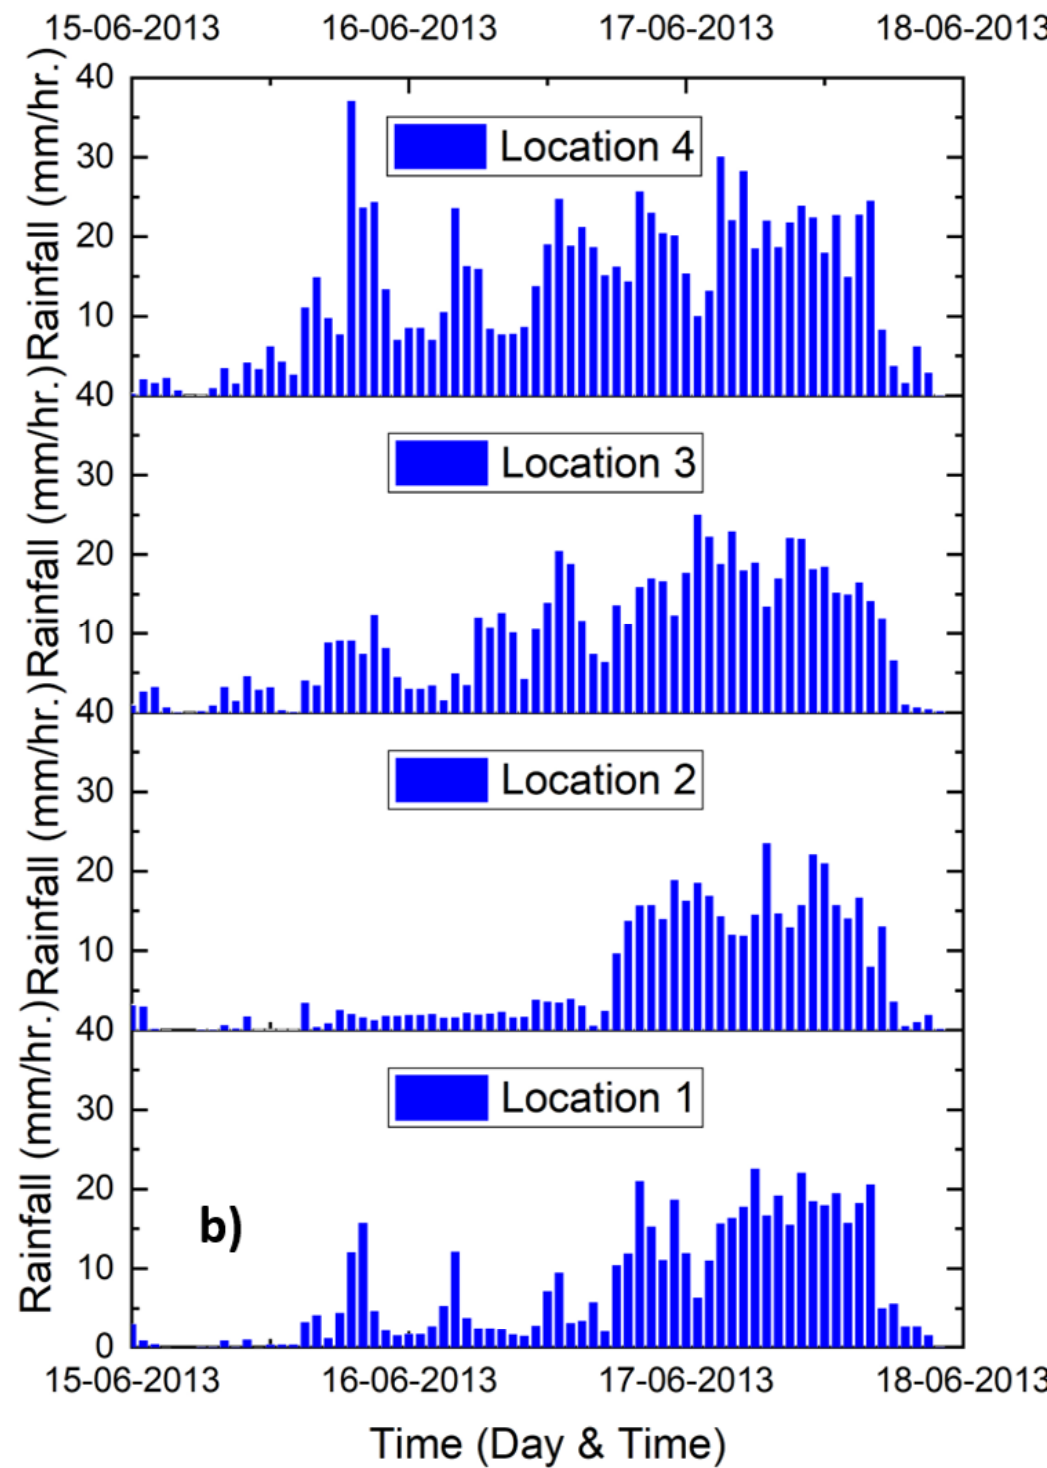 15-06-2013 16-06-2013 17-06-2013 18-06-2013
Rainfall (mm/hr.)
40
30
20
10
Location 4
Rainfall (mm/hr.)
40
30
20
10
Location 3
Rainfall (mm/hr.)
40
30
20
10
Location 2
Rainfall (mm/hr.)
40
30
20
10
0
Location 1
b)
15-06-2013 16-06-2013 17-06-2013 18-06-2013
Time (Day & Time)